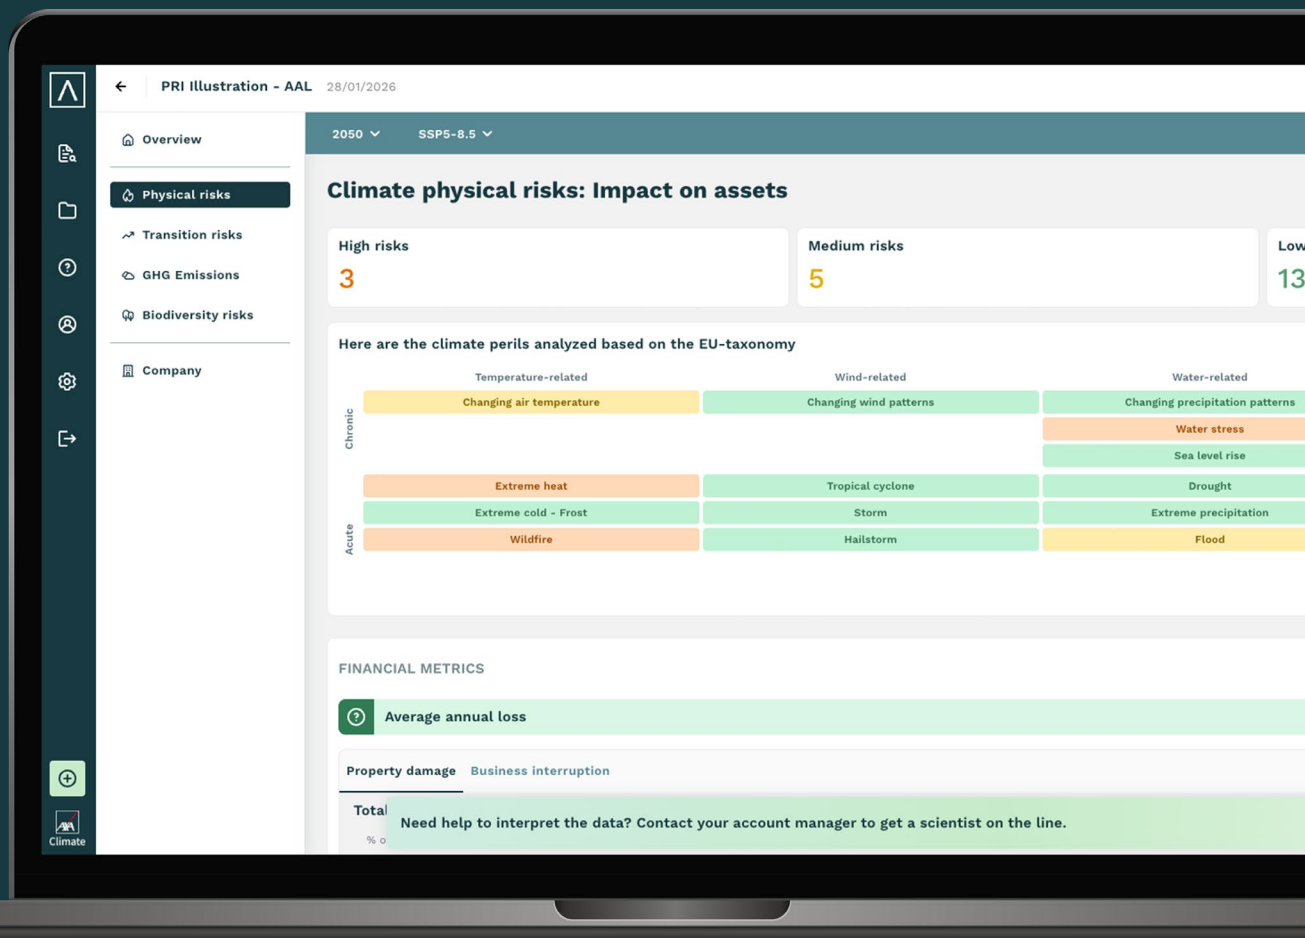 PRI Illustration - AAL 28/01/2026
Overview
Physical risks
Transition risks
GHG Emissions
Biodiversity risks
Company
2050 SSP5-8.5
Climate physical risks: Impact on assets
High risks
3
Medium risks
5
Low
13
Here are the climate perils analyzed based on the EU-taxonomy
Temperature-related Wind-related Water-related
Chronic
Changing air temperature Changing wind patterns Changing precipitation patterns
Water stress
Sea level rise
Acute
Extreme heat Tropical cyclone Drought
Extreme cold - Frost Storm Extreme precipitation
Wildfire Hailstorm Flood
FINANCIAL METRICS
Average annual loss
Property damage Business interruption
Total
% o
Need help to interpret the data? Contact your account manager to get a scientist on the line.
AXA
Climate